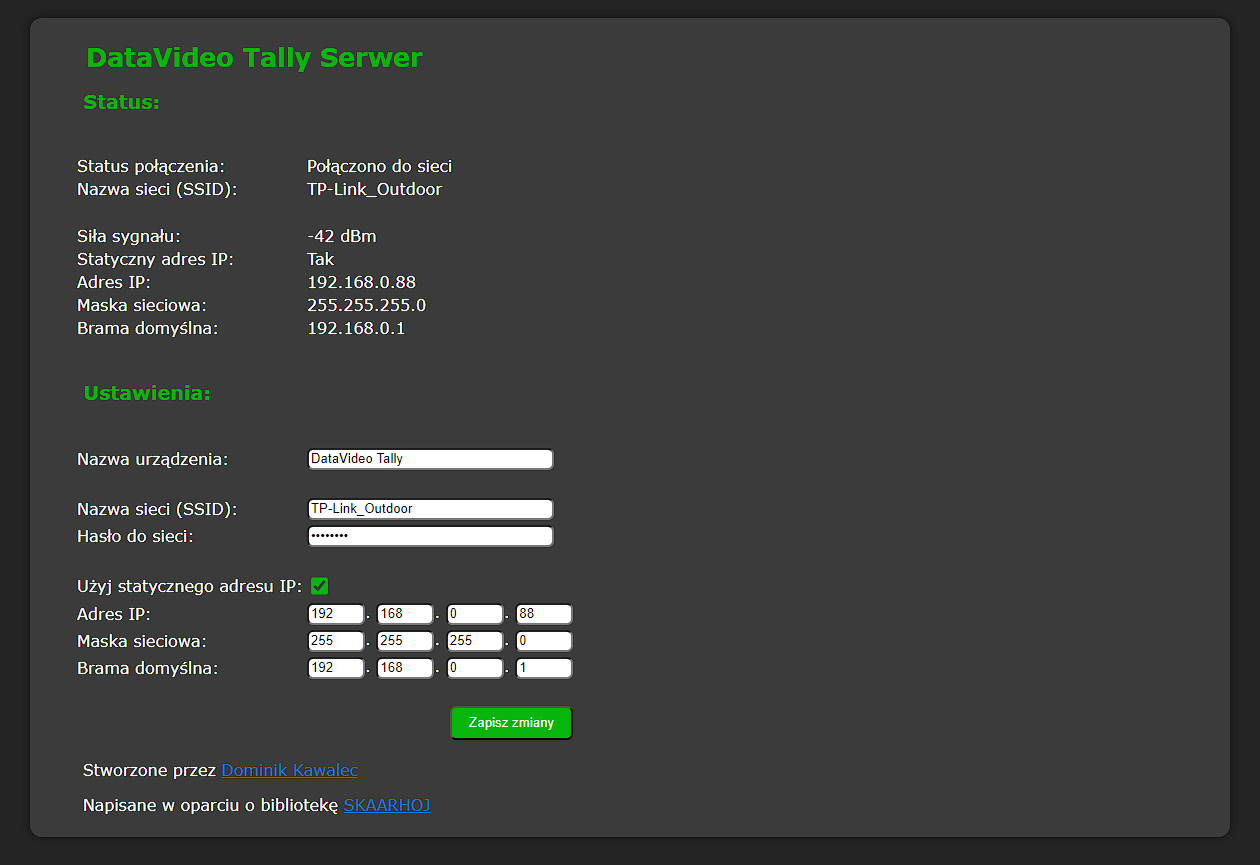 DataVideo Tally Serwer
Status:
Status połączenia: Połączono do sieci
Nazwa sieci (SSID): TP-Link_Outdoor
Siła sygnału: -42 dBm
Statyczny adres IP: Tak
Adres IP: 192.168.0.88
Maska sieciowa: 255.255.255.0
Brama domyślna: 192.168.0.1
Ustawienia:
Nazwa urządzenia: DataVideo Tally
Nazwa sieci (SSID): TP-Link_Outdoor
Hasło do sieci: ••••••••
Użyj statycznego adresu IP:
Adres IP: 192 . 168 . 0 . 88
Maska sieciowa: 255 . 255 . 255 . 0
Brama domyślna: 192 . 168 . 0 . 1
Zapisz zmiany
Stworzone przez Dominik Kawalec
Napisane w oparciu o bibliotekę SKAARHOJ